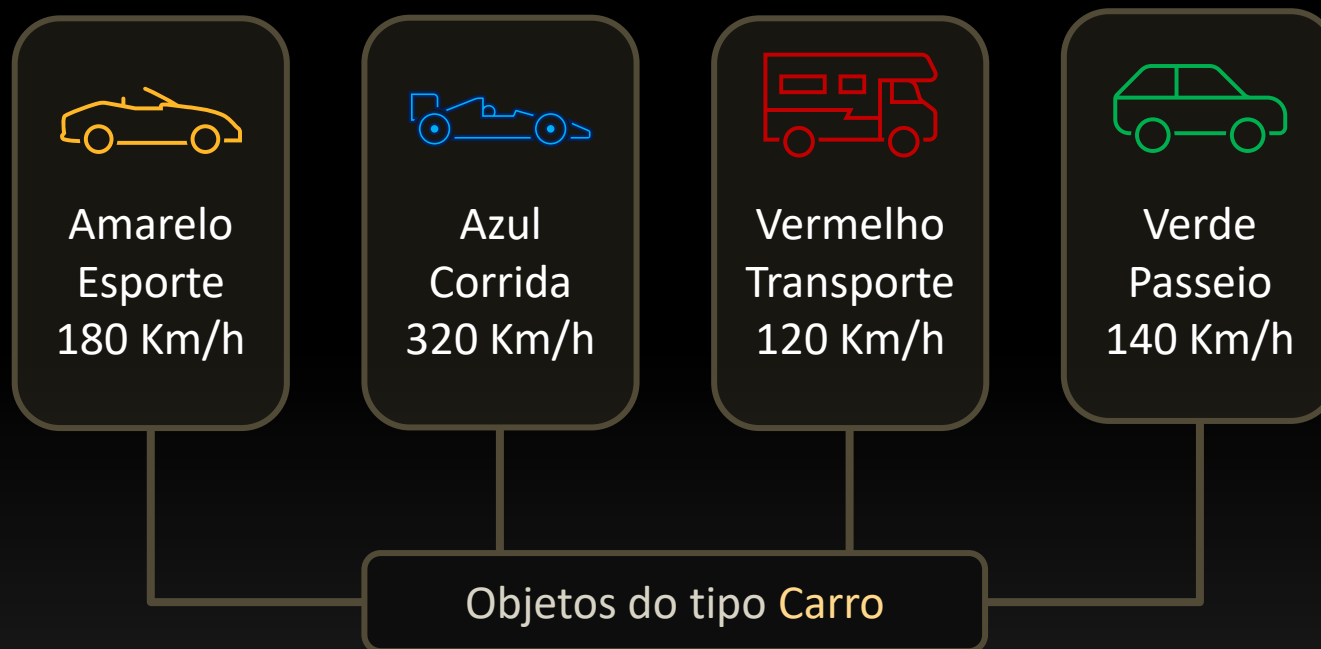 Amarelo
Esporte
180 Km/h
Azul
Corrida
320 Km/h
Vermelho
Transporte
120 Km/h
Verde
Passeio
140 Km/h
Objetos do tipo Carro